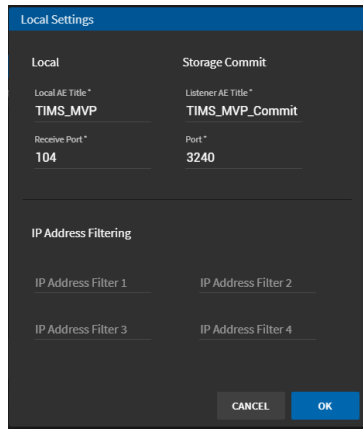 Local Settings
Local
Storage Commit
Local AE Title *
Listener AE Title *
TIMS_MVP
TIMS_MVP_Commit
Receive Port *
Port *
104
3240
IP Address Filtering
IP Address Filter 1
IP Address Filter 2
IP Address Filter 3
IP Address Filter 4
CANCEL
OK